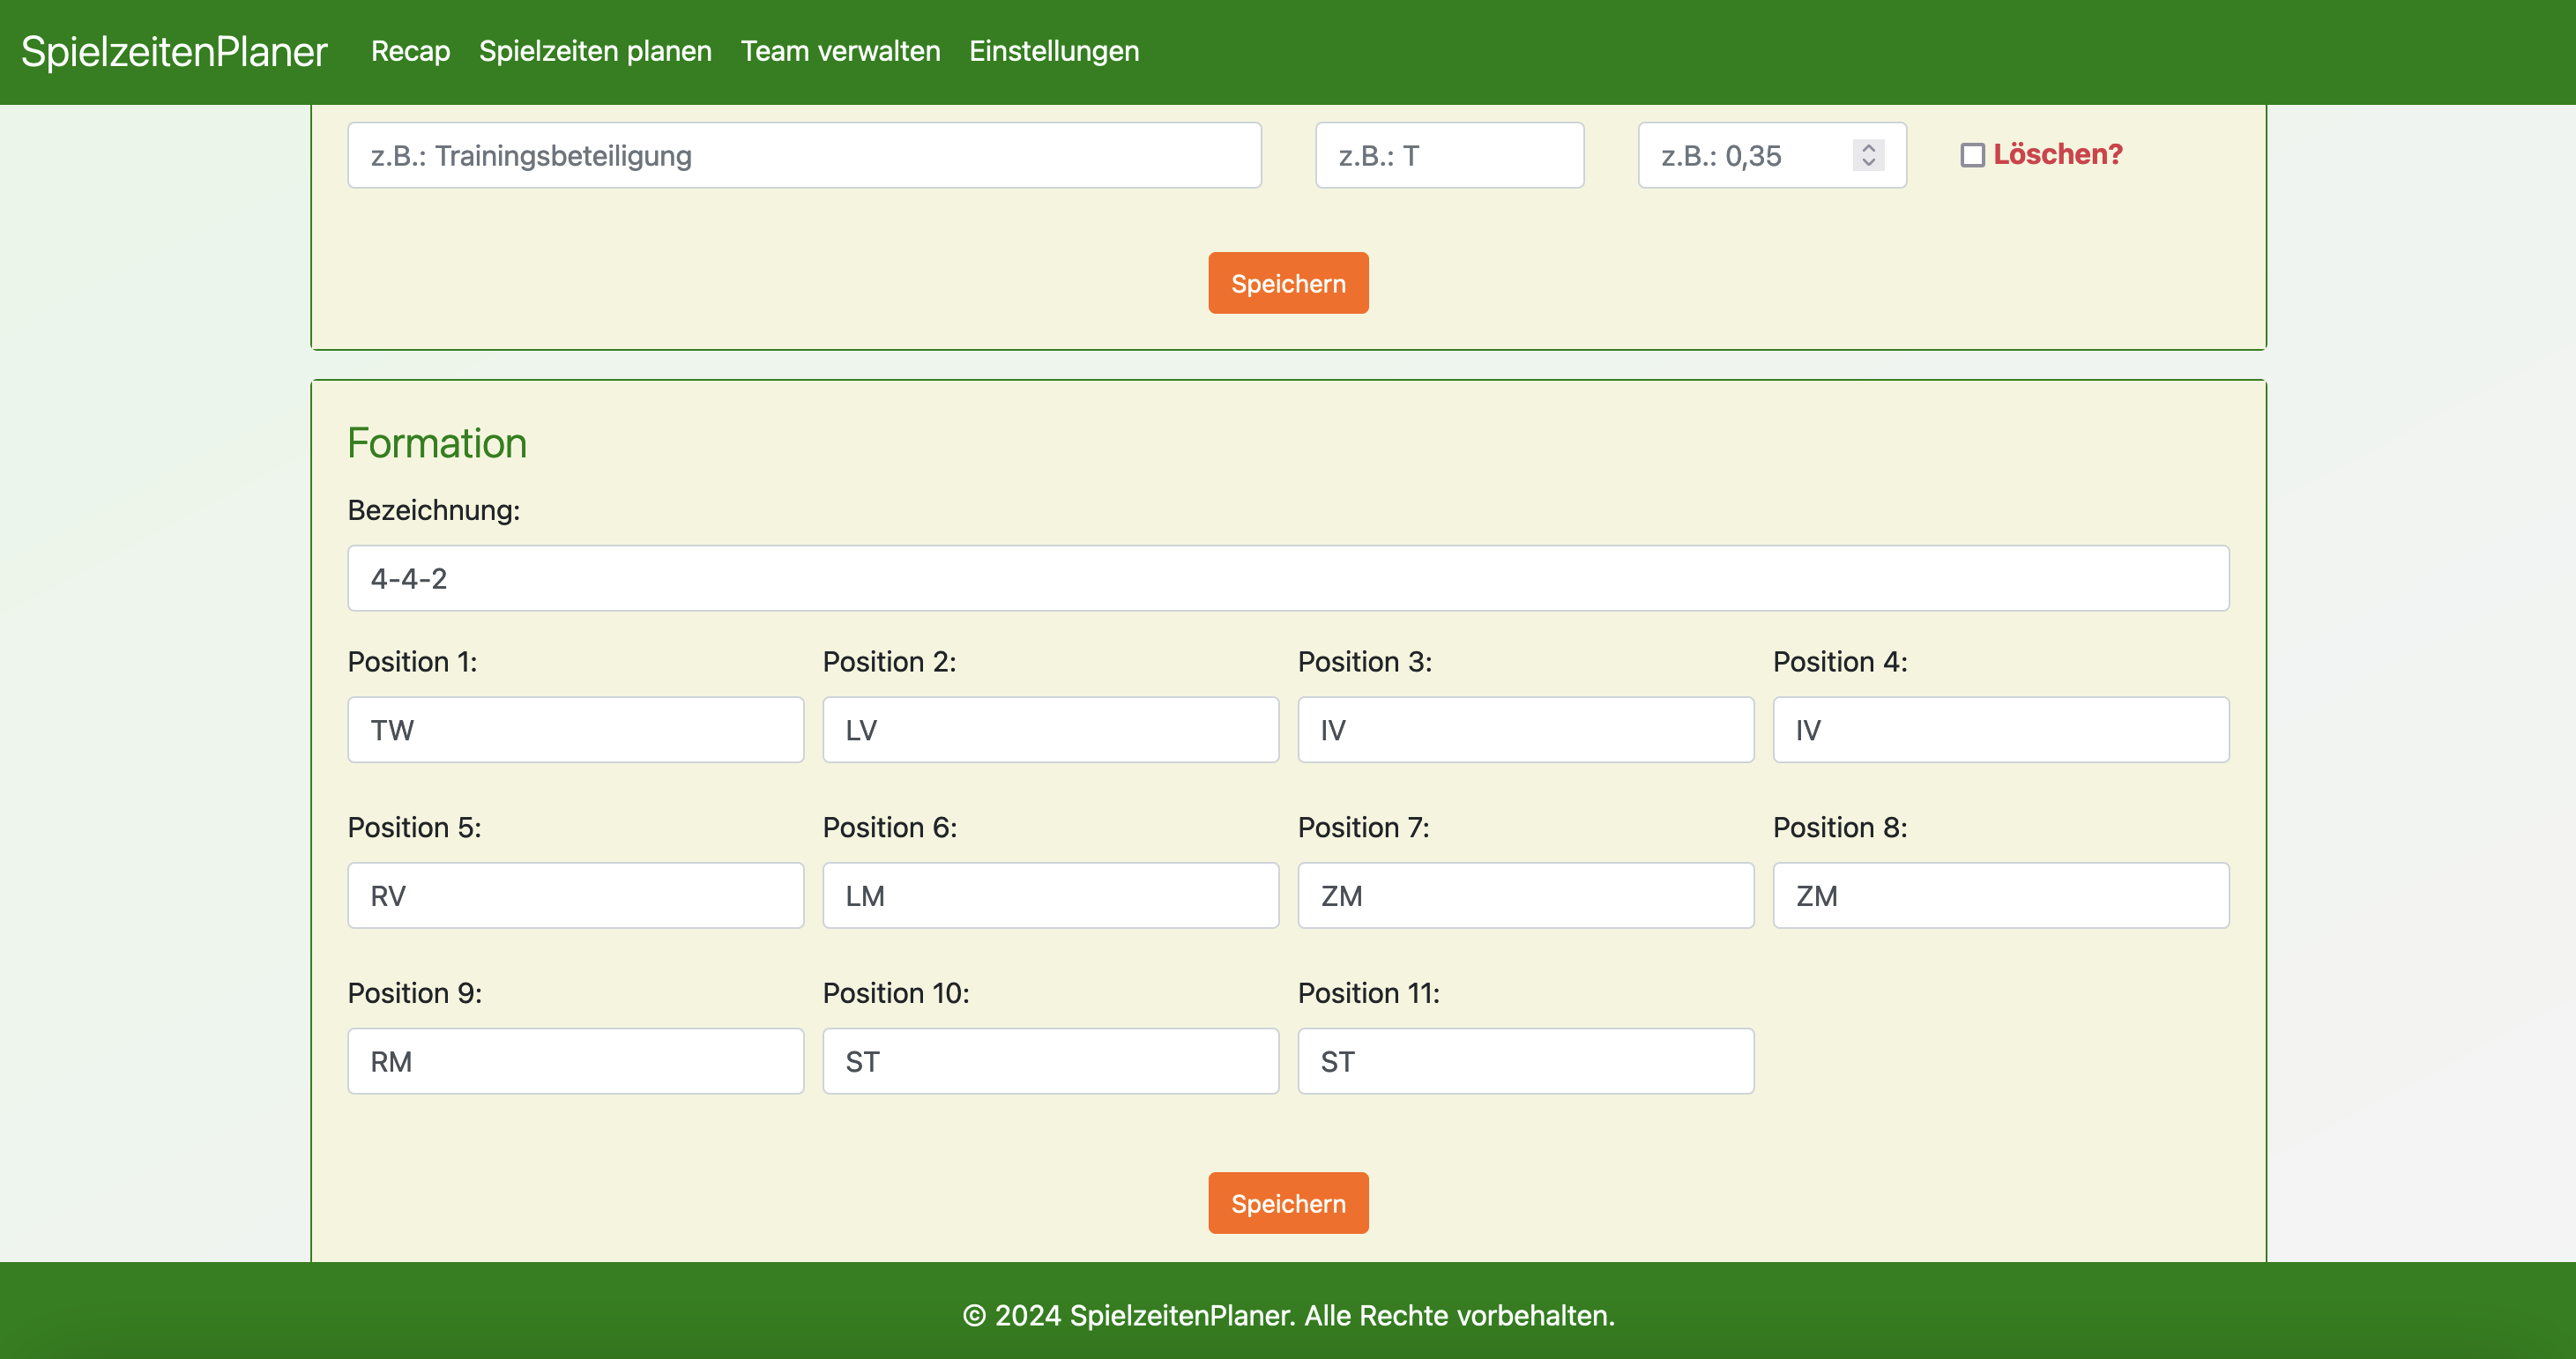 SpielzeitenPlaner Recap Spielzeiten planen Team verwalten Einstellungen
z.B.: Trainingsbeteiligung z.B.: T z.B.: 0,35 Löschen?
Speichern
Formation
Bezeichnung:
4-4-2
Position 1: Position 2: Position 3: Position 4:
TW LV IV IV
Position 5: Position 6: Position 7: Position 8:
RV LM ZM ZM
Position 9: Position 10: Position 11:
RM ST ST
Speichern
© 2024 SpielzeitenPlaner. Alle Rechte vorbehalten.